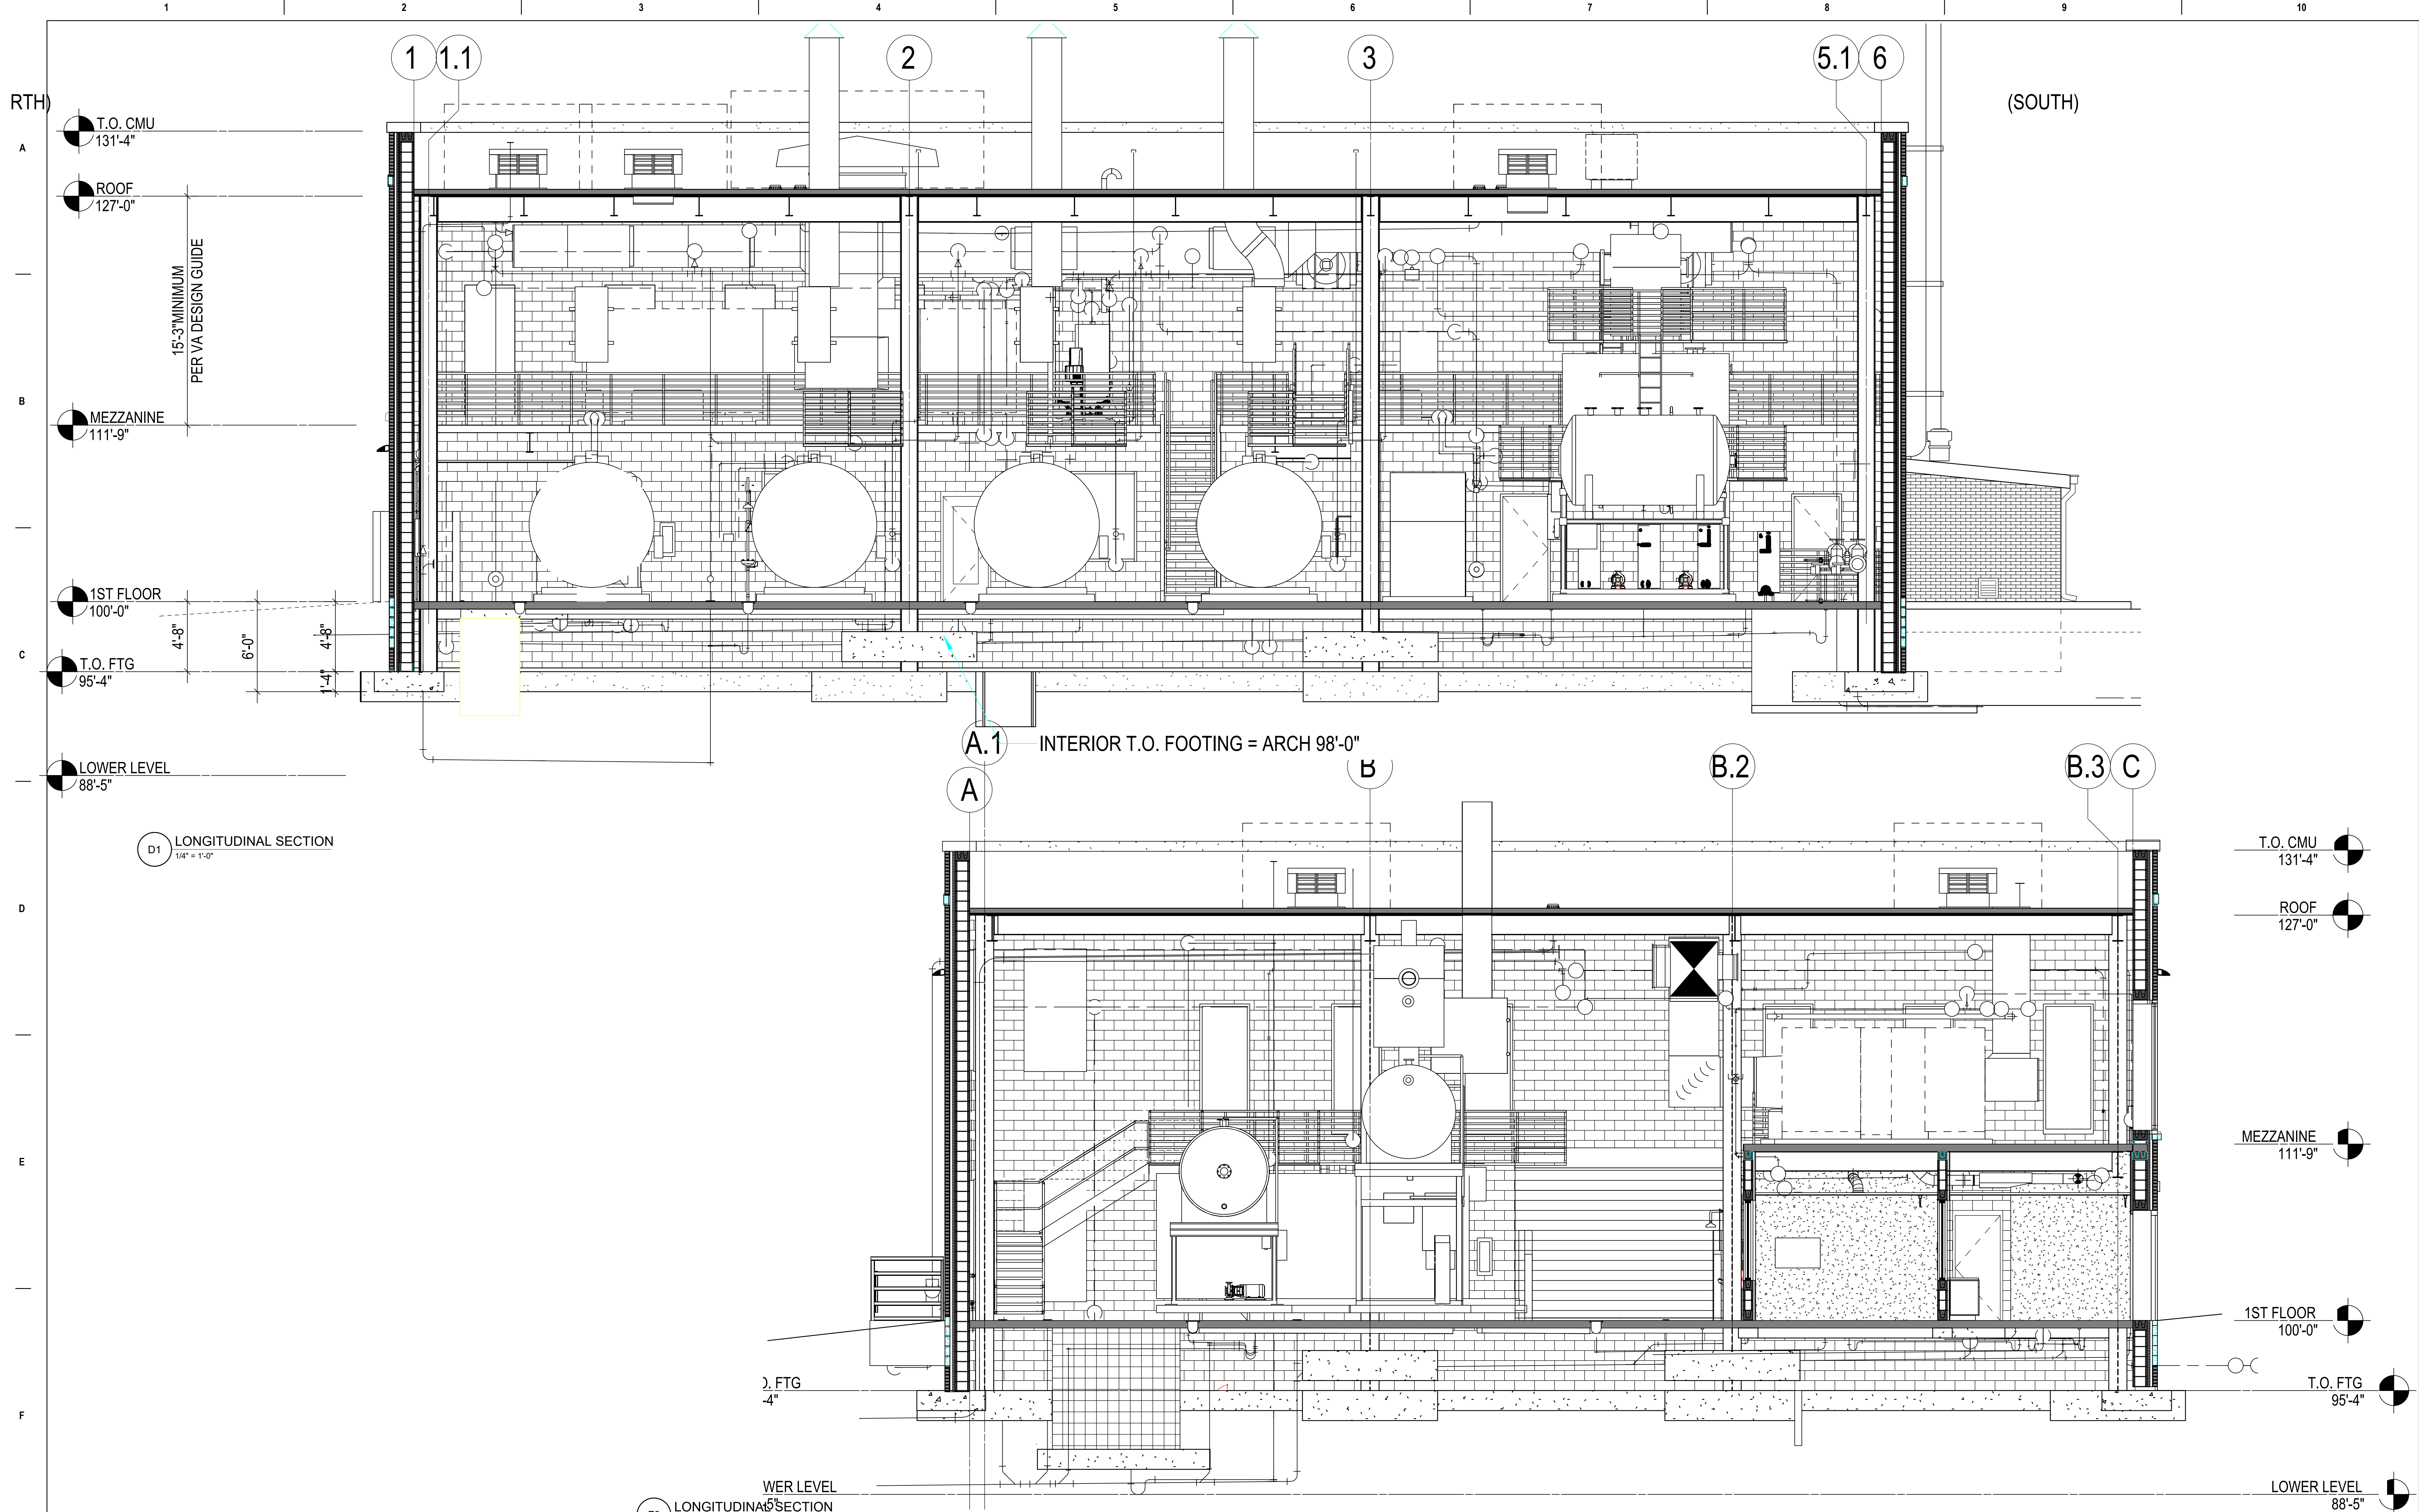 1 2 3 4 5 6 7 8 9 10
1 1.1 2 3 5.1 6
RTH)
(SOUTH)
A
T.O. CMU
131'-4"
ROOF
127'-0"
15'-3"MINIMUM
PER VA DESIGN GUIDE
B
MEZZANINE
111'-9"
1ST FLOOR
100'-0"
4'-8"
6'-0"
4'-8"
1'-4"
C
T.O. FTG
95'-4"
A.1
INTERIOR T.O. FOOTING = ARCH 98'-0"
LOWER LEVEL
88'-5"
A B B.2 B.3 C
D1
LONGITUDINAL SECTION
1/4" = 1'-0"
T.O. CMU
131'-4"
D
ROOF
127'-0"
E
MEZZANINE
111'-9"
1ST FLOOR
100'-0"
O. FTG
-4"
T.O. FTG
95'-4"
F
WER LEVEL
-5"
LONGITUDINAL SECTION
LOWER LEVEL
88'-5"